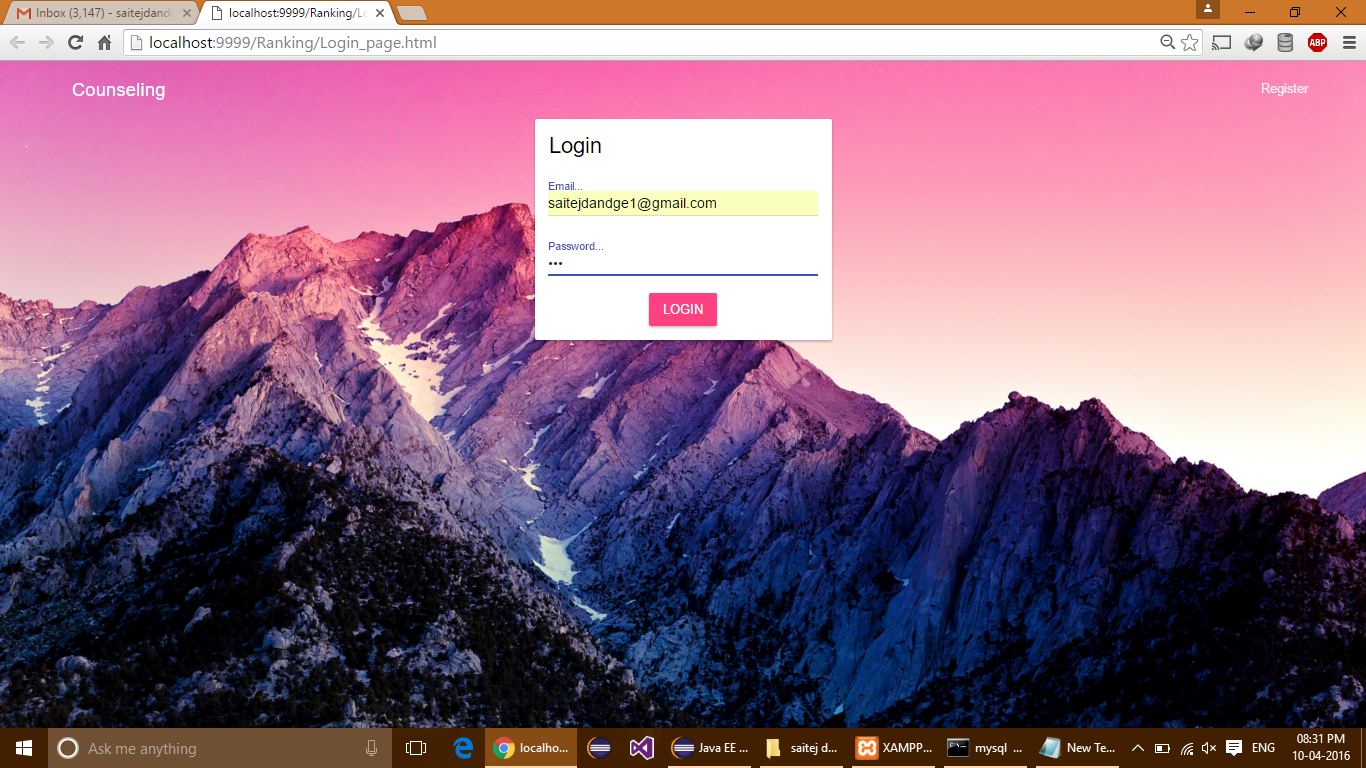 Inbox (3,147) - saitejdand
localhost:9999/Ranking/Lo
localhost:9999/Ranking/Login_page.html
ABP
Counseling
Register
Login
Email...
saitejdandge1@gmail.com
Password...
•••
LOGIN
Ask me anything
localho...
Java EE ...
saitej d...
XAMPP...
mysql ...
New Te...
ENG
08:31 PM
10-04-2016